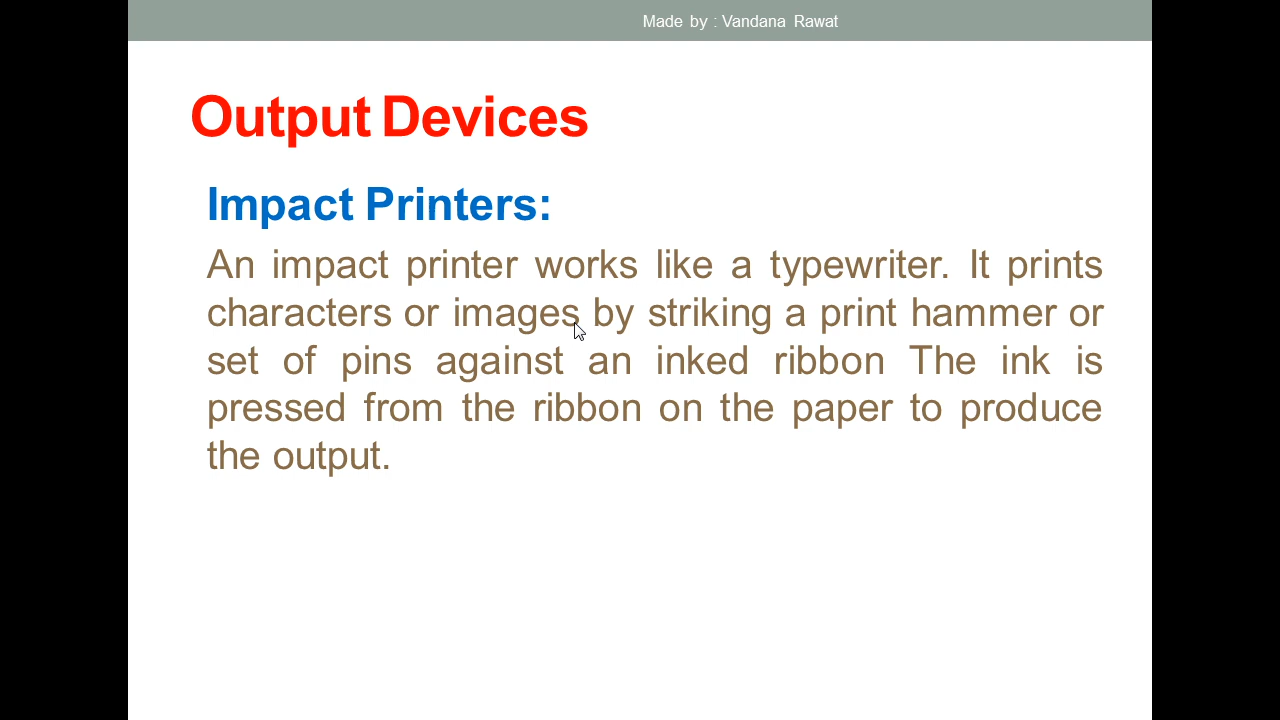 Made by : Vandana Rawat
Output Devices
Impact Printers:
An impact printer works like a typewriter. It prints
characters or images by striking a print hammer or
set of pins against an inked ribbon The ink is
pressed from the ribbon on the paper to produce
the output.